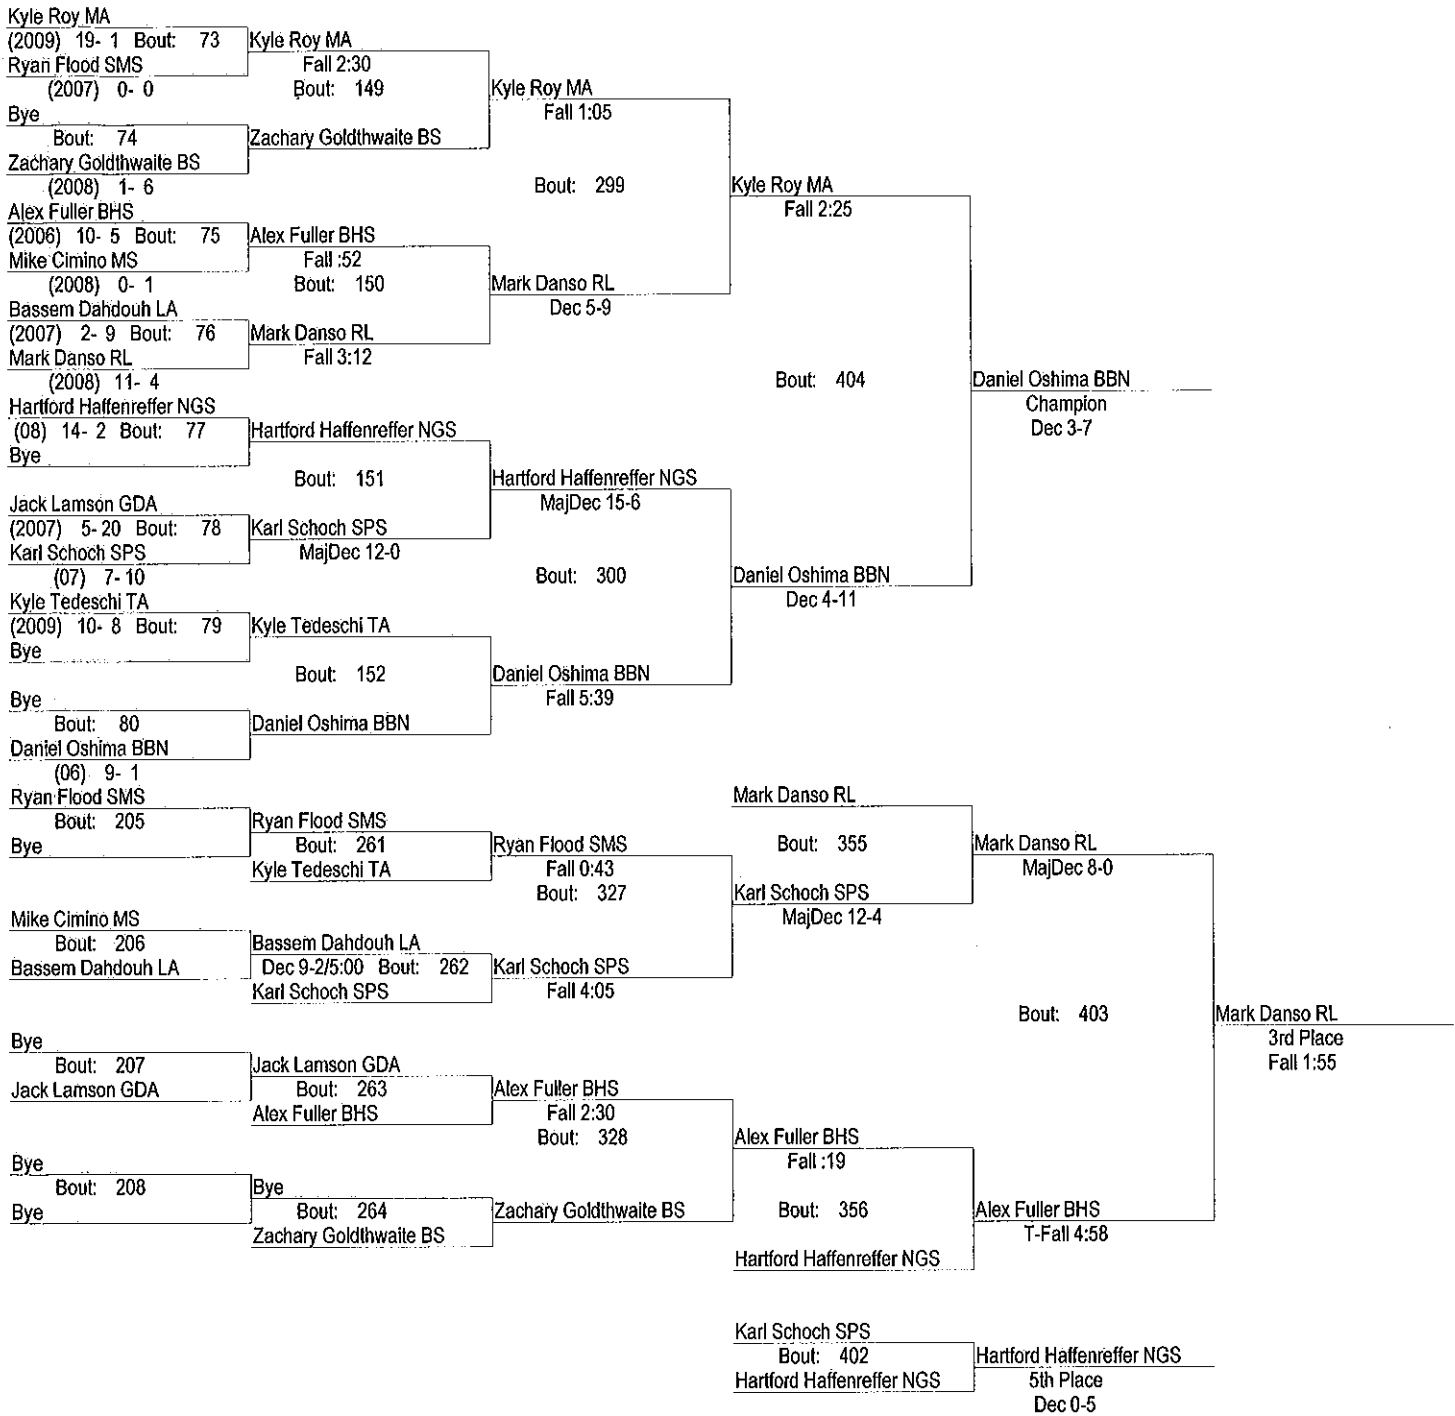 Kyle Roy MA
(2009) 19- 1 Bout: 73
Ryan Flood SMS
(2007) 0- 0
Bye
Bout: 74
Zachary Goldthwaite BS
(2008) 1- 6
Alex Fuller BHS
(2006) 10- 5 Bout: 75
Mike Cimino MS
(2008) 0- 1
Bassem Dahdouh LA
(2007) 2- 9 Bout: 76
Mark Danso RL
(2008) 11- 4
Hartford Haffenreffer NGS
(08) 14- 2 Bout: 77
Bye
Jack Lamson GDA
(2007) 5- 20 Bout: 78
Karl Schoch SPS
(07) 7- 10
Kyle Tedeschi TA
(2009) 10- 8 Bout: 79
Bye
Bye
Bout: 80
Daniel Oshima BBN
(06) 9- 1
Kyle Roy MA
Fall 2:30
Bout: 149
Zachary Goldthwaite BS
Alex Fuller BHS
Fall :52
Bout: 150
Mark Danso RL
Fall 3:12
Hartford Haffenreffer NGS
Bout: 151
Karl Schoch SPS
MajDec 12-0
Kyle Tedeschi TA
Bout: 152
Daniel Oshima BBN
Kyle Roy MA
Fall 1:05
Bout: 299
Mark Danso RL
Dec 5-9
Hartford Haffenreffer NGS
MajDec 15-6
Bout: 300
Daniel Oshima BBN
Fall 5:39
Kyle Roy MA
Fall 2:25
Bout: 404
Daniel Oshima BBN
Dec 4-11
Daniel Oshima BBN
Champion
Dec 3-7
Ryan Flood SMS
Bout: 205
Bye
Mike Cimino MS
Bout: 206
Bassem Dahdouh LA
Bye
Bout: 207
Jack Lamson GDA
Bye
Bout: 208
Bye
Ryan Flood SMS
Bout: 261
Kyle Tedeschi TA
Bassem Dahdouh LA
Dec 9-2/5:00 Bout: 262
Karl Schoch SPS
Jack Lamson GDA
Bout: 263
Alex Fuller BHS
Bye
Bout: 264
Zachary Goldthwaite BS
Ryan Flood SMS
Fall 0:43
Bout: 327
Karl Schoch SPS
Fall 4:05
Alex Fuller BHS
Fall 2:30
Bout: 328
Zachary Goldthwaite BS
Mark Danso RL
Bout: 355
Karl Schoch SPS
MajDec 12-4
Alex Fuller BHS
Fall :19
Bout: 356
Hartford Haffenreffer NGS
Mark Danso RL
MajDec 8-0
Bout: 403
Alex Fuller BHS
T-Fall 4:58
Mark Danso RL
3rd Place
Fall 1:55
Karl Schoch SPS
Bout: 402
Hartford Haffenreffer NGS
Hartford Haffenreffer NGS
5th Place
Dec 0-5